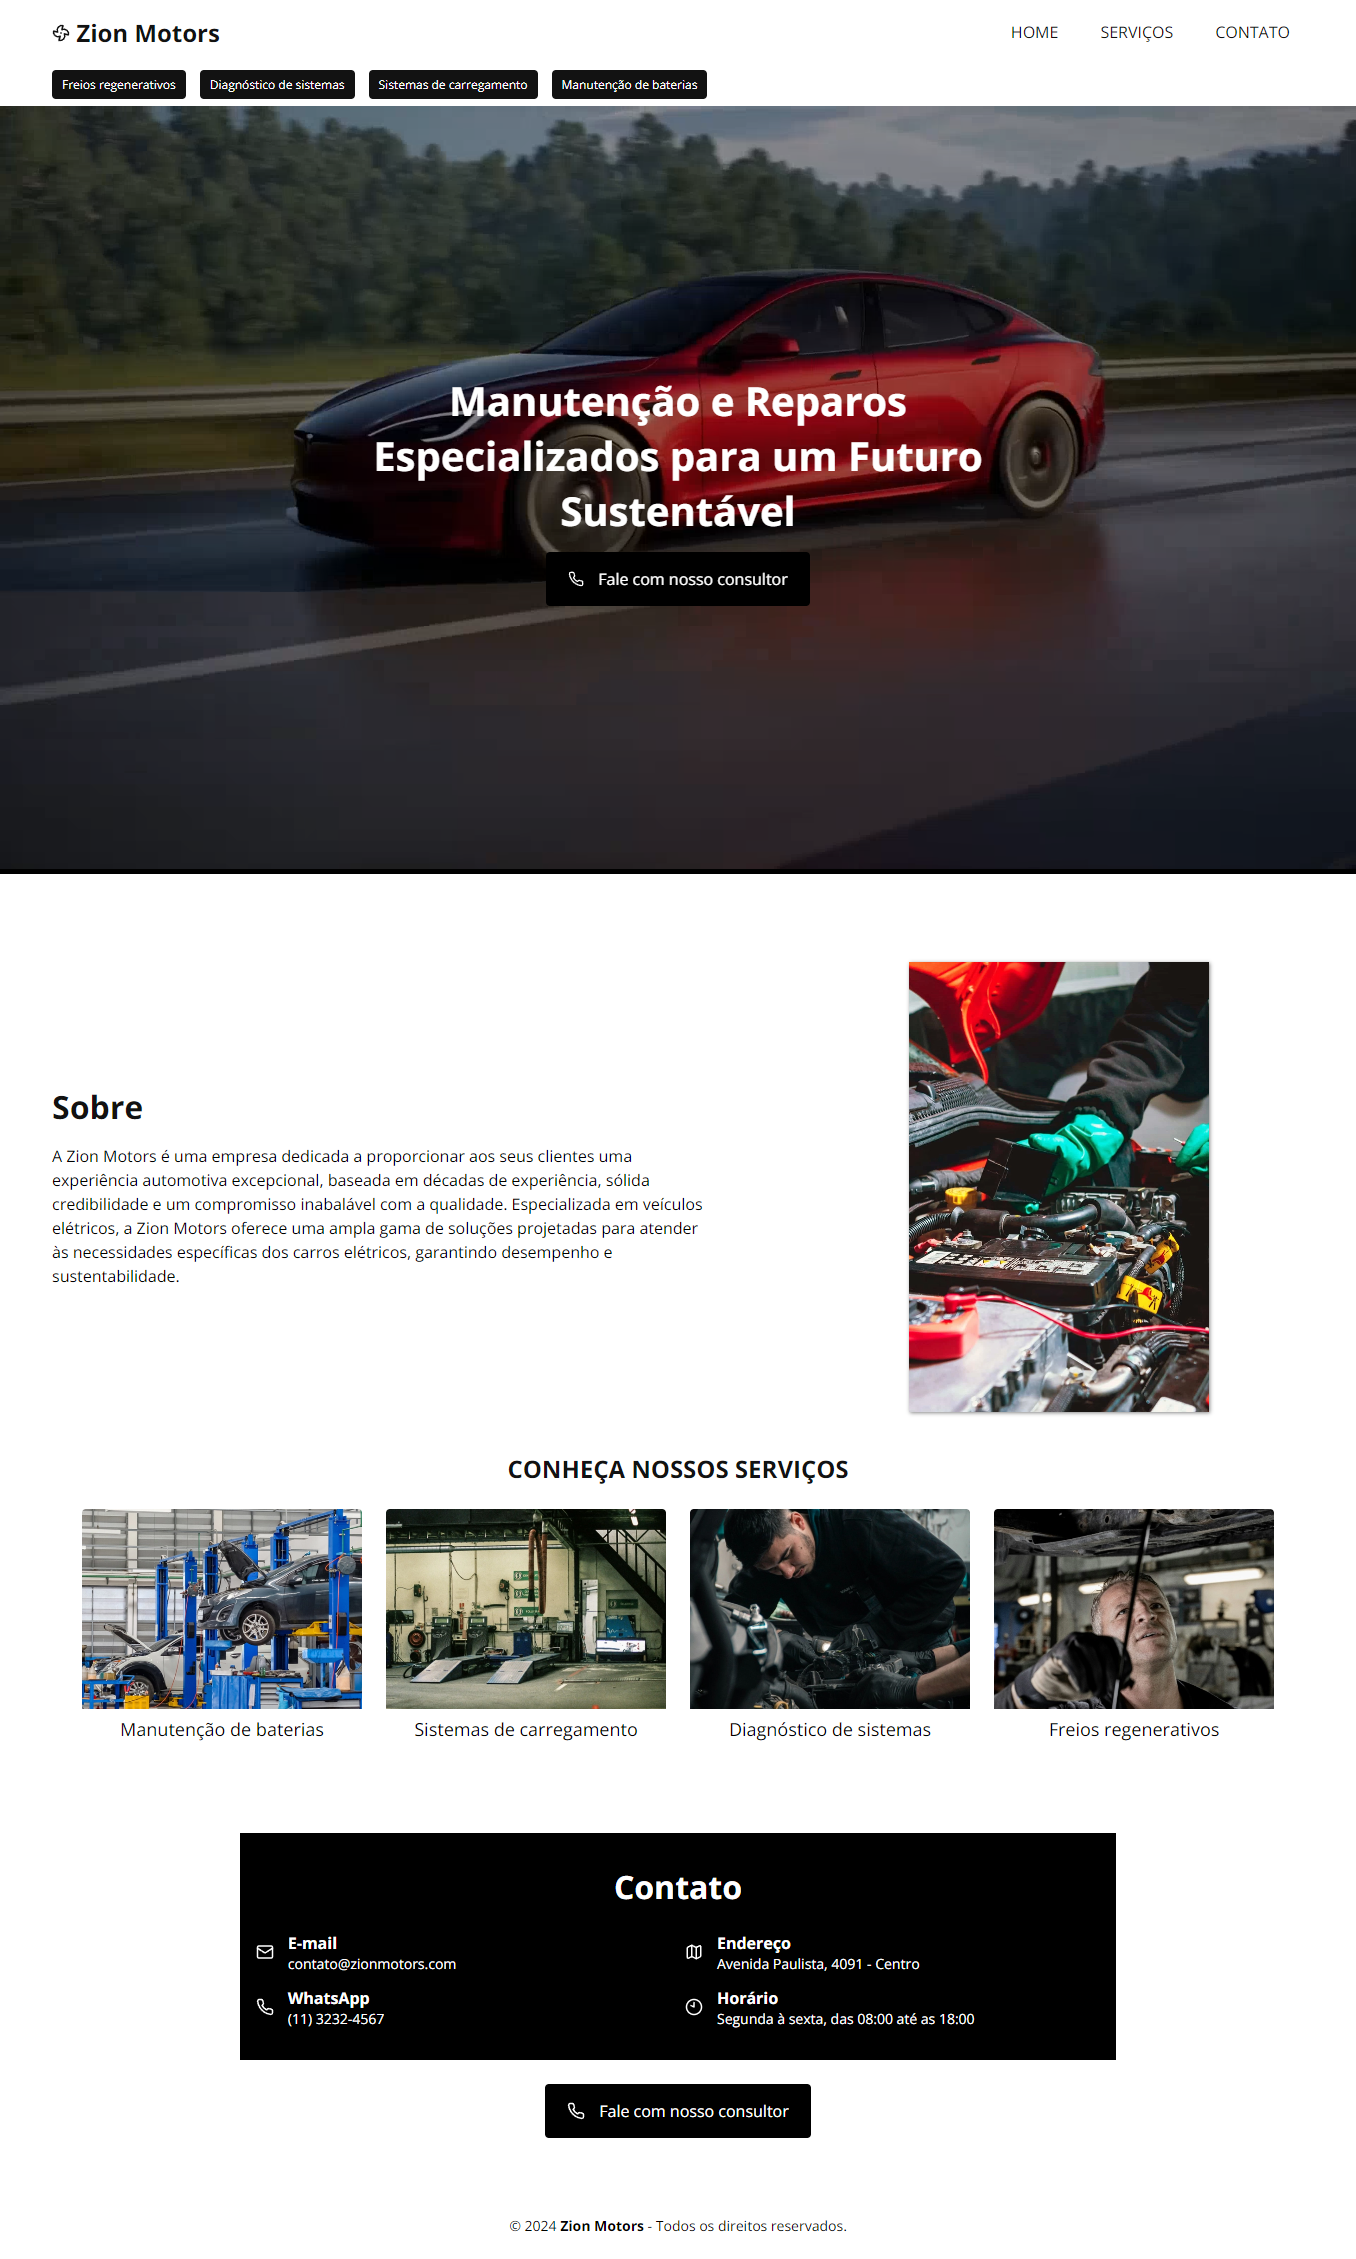 Zion Motors
HOME SERVIÇOS CONTATO
Freios regenerativos Diagnóstico de sistemas Sistemas de carregamento Manutenção de baterias
Manutenção e Reparos
Especializados para um Futuro
Sustentável
Fale com nosso consultor
Sobre
A Zion Motors é uma empresa dedicada a proporcionar aos seus clientes uma
experiência automotiva excepcional, baseada em décadas de experiência, sólida
credibilidade e um compromisso inabalável com a qualidade. Especializada em veículos
elétricos, a Zion Motors oferece uma ampla gama de soluções projetadas para atender
às necessidades específicas dos carros elétricos, garantindo desempenho e
sustentabilidade.
CONHEÇA NOSSOS SERVIÇOS
Manutenção de baterias
Sistemas de carregamento
Diagnóstico de sistemas
Freios regenerativos
Contato
E-mail
contato@zionmotors.com
Endereço
Avenida Paulista, 4091 - Centro
WhatsApp
(11) 3232-4567
Horário
Segunda à sexta, das 08:00 até as 18:00
Fale com nosso consultor
© 2024 Zion Motors - Todos os direitos reservados.